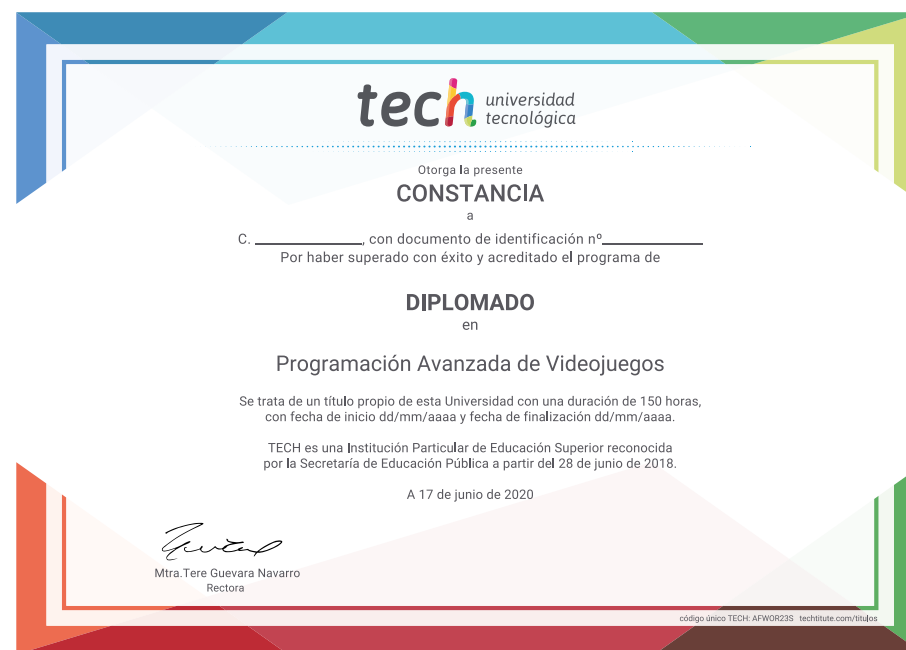 tech universidad
tecnológica
Otorga la presente
CONSTANCIA
a
C. ____________, con documento de identificación nº____________
Por haber superado con éxito y acreditado el programa de
DIPLOMADO
en
Programación Avanzada de Videojuegos
Se trata de un título propio de esta Universidad con una duración de 150 horas,
con fecha de inicio dd/mm/aaaa y fecha de finalización dd/mm/aaaa.
TECH es una Institución Particular de Educación Superior reconocida
por la Secretaría de Educación Pública a partir del 28 de junio de 2018.
A 17 de junio de 2020
Mtra.Tere Guevara Navarro
Rectora
código único TECH: AFWOR23S techtitute.com/titulos